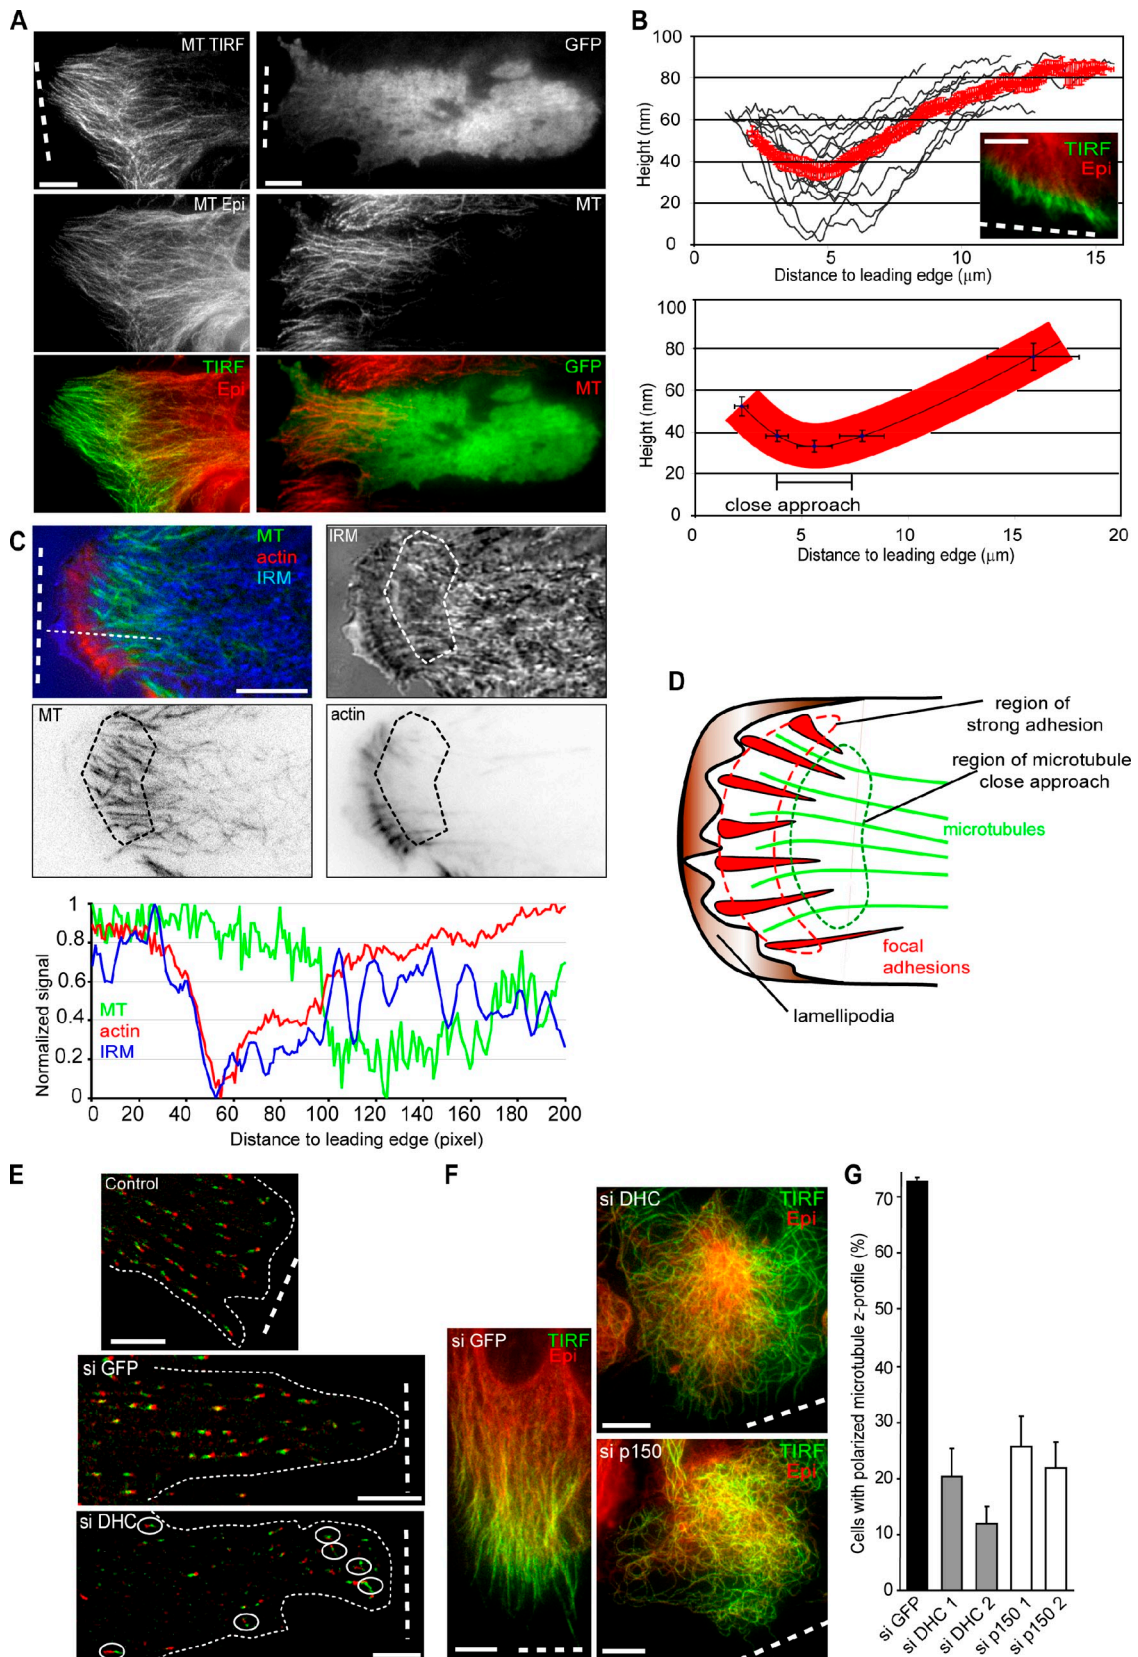 A
MT TIRF
GFP
MT Epi
MT
TIRF
Epi
GFP
MT
B
100
80
60
40
20
0
Height (nm)
TIRF
Epi
0
5
10
15
Distance to leading edge (μm)
100
80
60
40
20
0
Height (nm)
close approach
0
5
10
15
20
Distance to leading edge (μm)
C
MT
actin
IRM
IRM
MT
actin
1
0.8
0.6
0.4
0.2
0
Normalized signal
MT
actin
IRM
0 20 40 60 80 100 120 140 160 180 200
Distance to leading edge (pixel)
D
region of
strong adhesion
region of microtubule
close approach
microtubules
focal
adhesions
lamellipodia
E
Control
si GFP
si DHC
F
si GFP
TIRF
Epi
si DHC
TIRF
Epi
si p150
TIRF
Epi
G
70
60
50
40
30
20
10
0
Cells with polarized microtubule z-profile (%)
si GFP
si DHC 1
si DHC 2
si p150 1
si p150 2